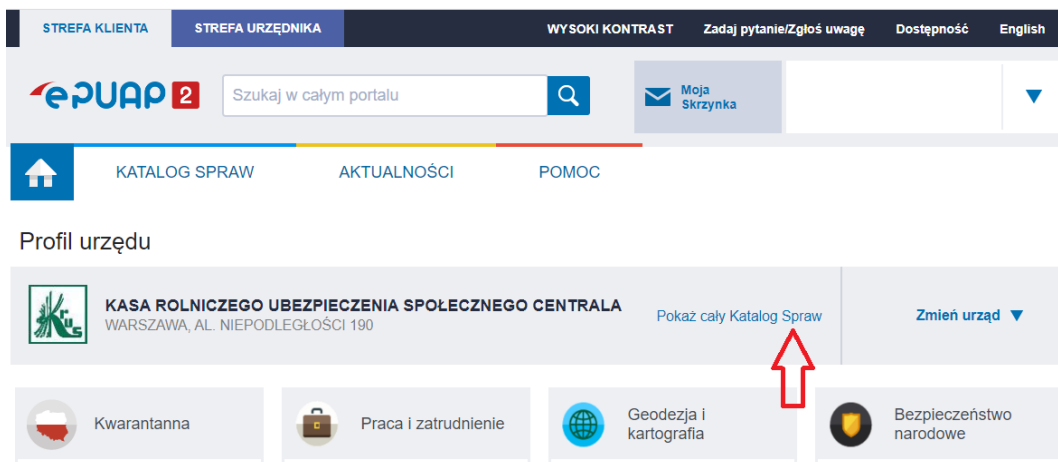 STREFA KLIENTA STREFA URZĘDNIKA WYSOKI KONTRAST Zadaj pytanie/Zgłoś uwagę Dostępność English
epuap 2 Szukaj w całym portalu Moja
Skrzynka
KATALOG SPRAW AKTUALNOŚCI POMOC
Profil urzędu
Krus KASA ROLNICZEGO UBEZPIECZENIA SPOŁECZNEGO CENTRALA
WARSZAWA, AL. NIEPODLEGŁOŚCI 190
Pokaż cały Katalog Spraw Zmień urząd
Kwarantanna
Praca i zatrudnienie
Geodezja i
kartografia
Bezpieczeństwo
narodowe